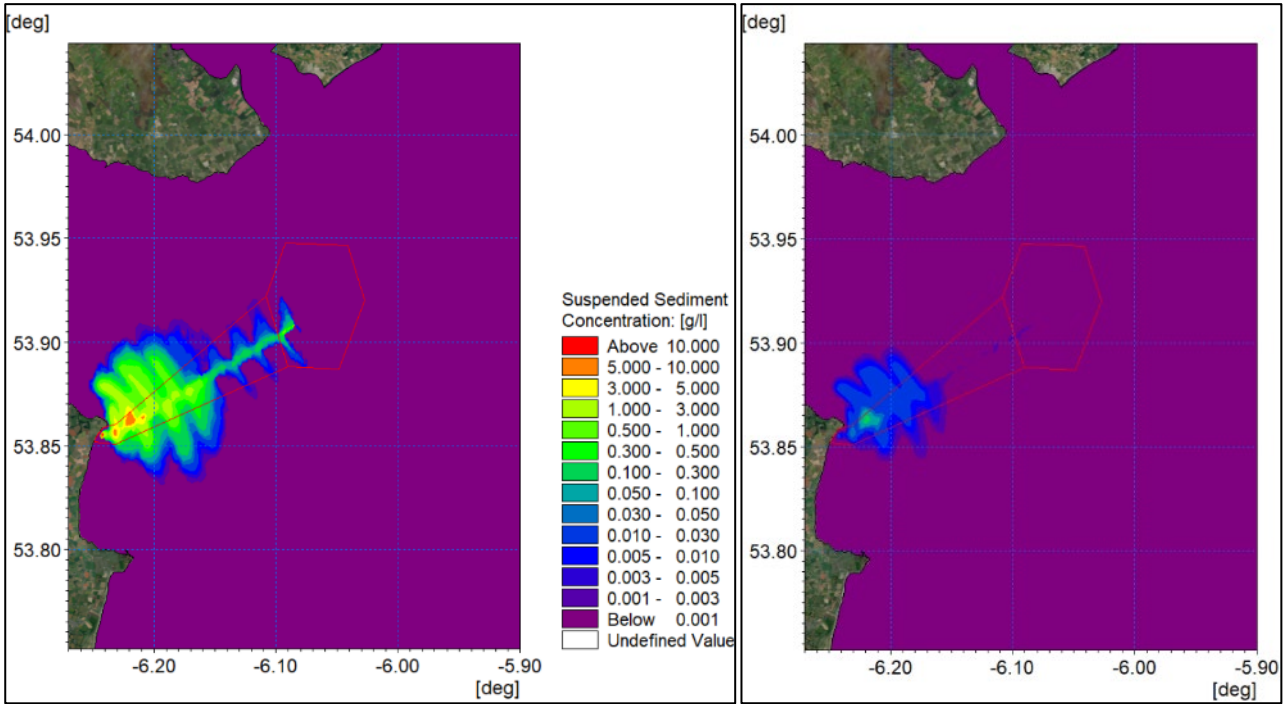 [deg]
54.00
53.95
53.90
53.85
53.80
-6.20 -6.10 -6.00 -5.90
[deg]
Suspended Sediment
Concentration: [g/l]
Above 10.000
5.000 - 10.000
3.000 - 5.000
1.000 - 3.000
0.500 - 1.000
0.300 - 0.500
0.100 - 0.300
0.050 - 0.100
0.030 - 0.050
0.010 - 0.030
0.005 - 0.010
0.003 - 0.005
0.001 - 0.003
Below 0.001
Undefined Value
[deg]
54.00
53.95
53.90
53.85
53.80
-6.20 -6.10 -6.00 -5.90
[deg]